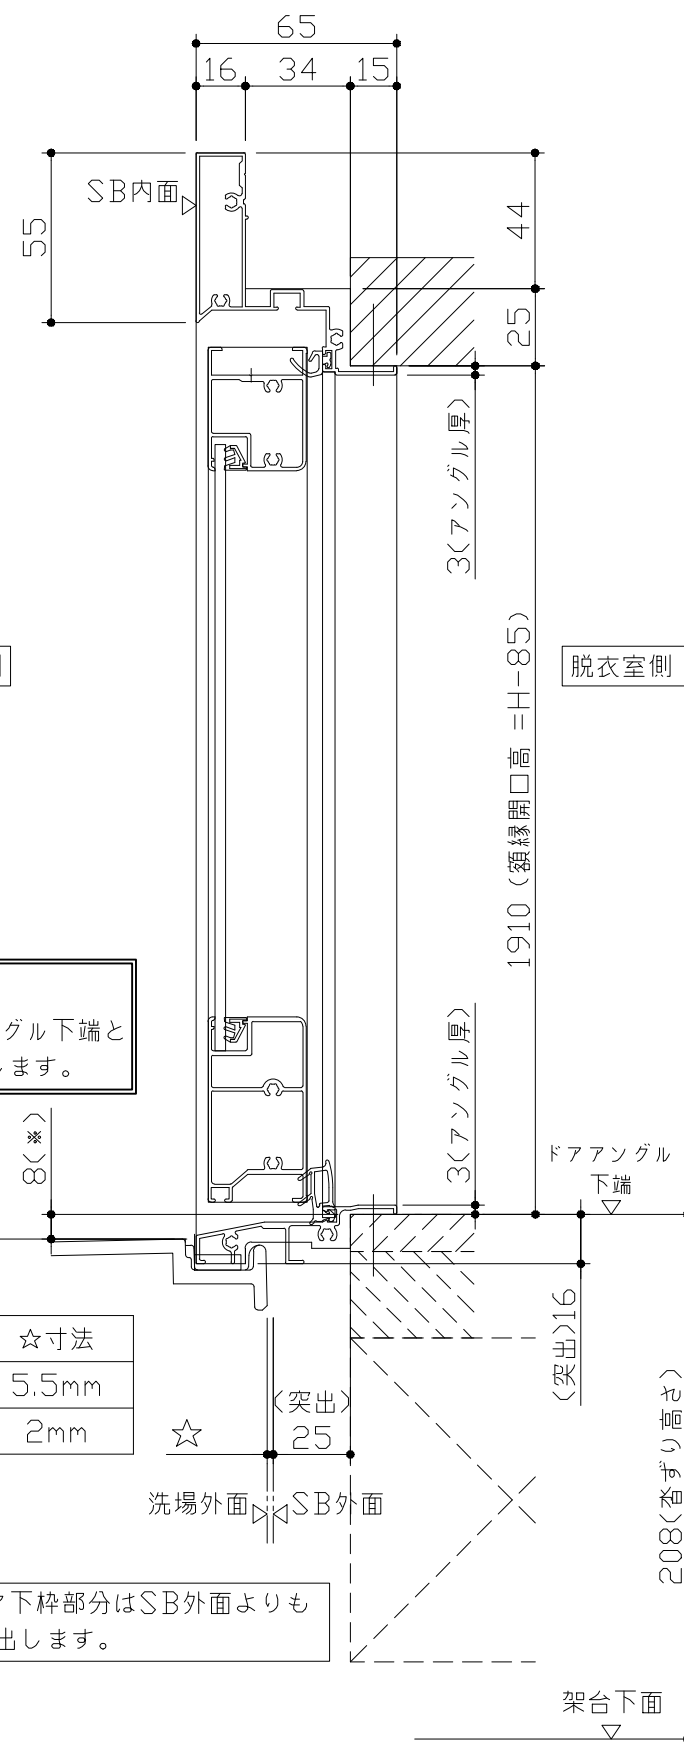 65
16
34
15
SB内面
55
44
25
3(アングル厚)
1910 (額縁開口高 =H-85)
脱衣室側
グル下端と
します。
8(※)
3(アングル厚)
ドアアングル
下端
(突出)16
☆寸法
5.5mm
2mm
☆
(突出)
25
洗場外面
SB外面
208(沓ずり高さ)
下枠部分はSB外面よりも
出します。
架台下面